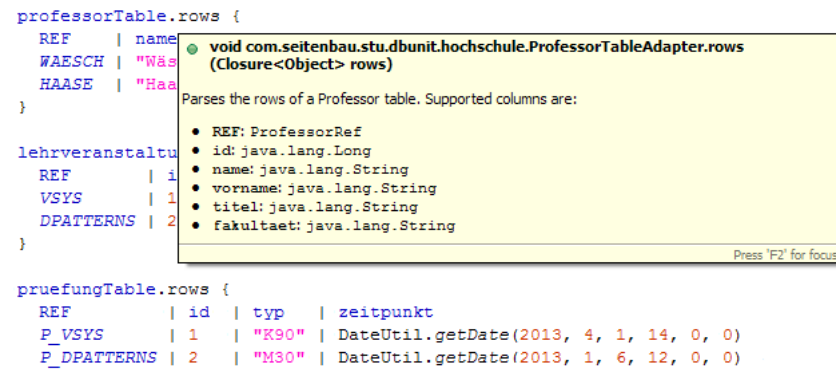 professorTable.rows {
REF | name
WAESCH | "Wäs
HAASE | "Haa
}
void com.seitenbau.stu.dbunit.hochschule.ProfessorTableAdapter.rows
(Closure<Object> rows)
Parses the rows of a Professor table. Supported columns are:
• REF: ProfessorRef
• id: java.lang.Long
• name: java.lang.String
• vorname: java.lang.String
• titel: java.lang.String
• fakultaet: java.lang.String
Press 'F2' for focus
lehrveranstaltu
REF | i
VSYS | 1
DPATTERNS | 2
}
pruefungTable.rows {
REF | id | typ | zeitpunkt
P_VSYS | 1 | "K90" | DateUtil.getDate(2013, 4, 1, 14, 0, 0)
P_DPATTERNS | 2 | "M30" | DateUtil.getDate(2013, 1, 6, 12, 0, 0)